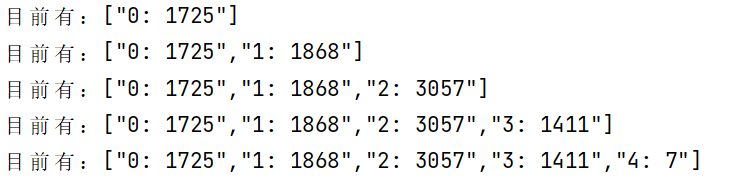 目前有：["0: 1725"]
目前有：["0: 1725","1: 1868"]
目前有：["0: 1725","1: 1868","2: 3057"]
目前有：["0: 1725","1: 1868","2: 3057","3: 1411"]
目前有：["0: 1725","1: 1868","2: 3057","3: 1411","4: 7"]